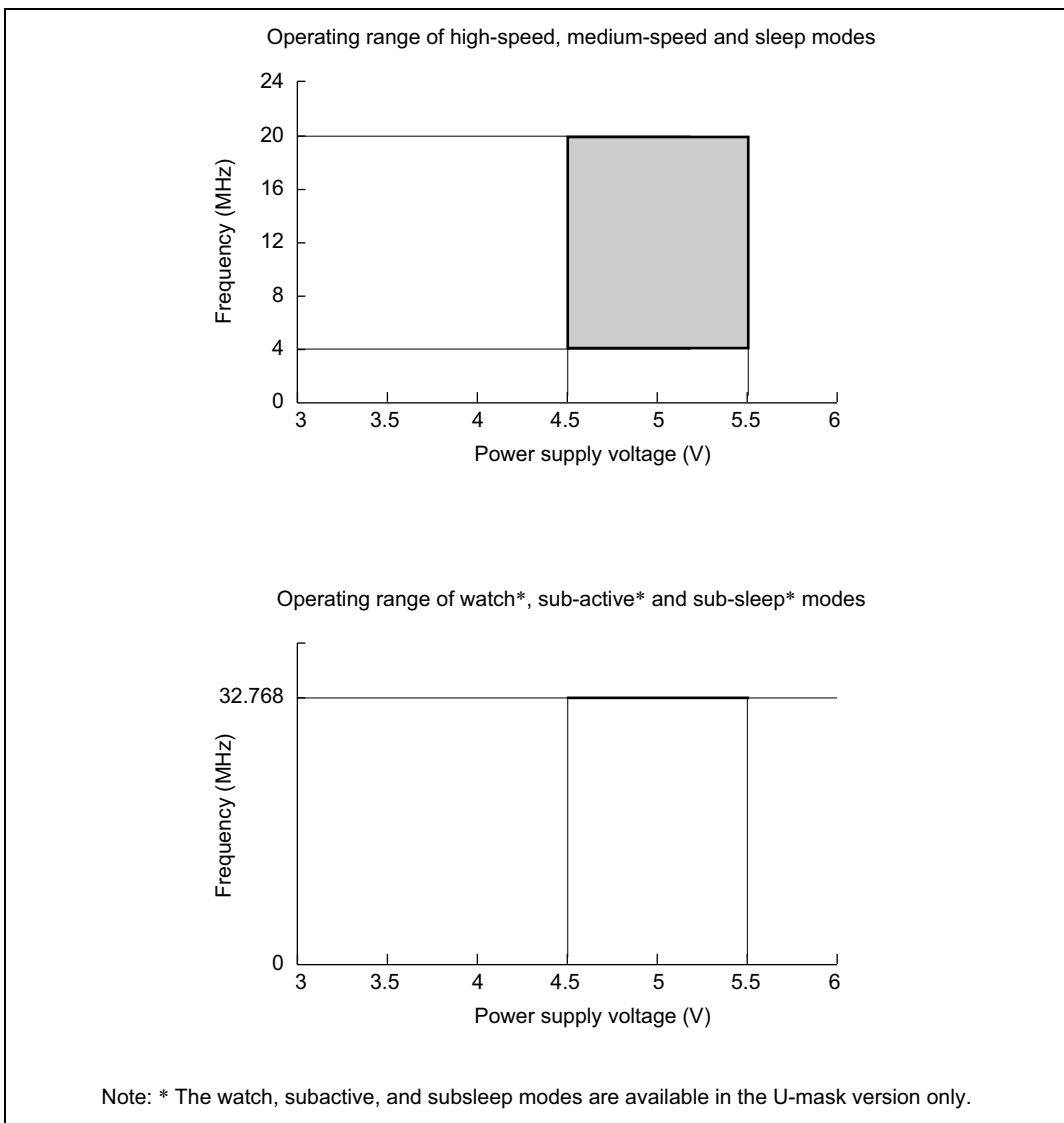 Operating range of high-speed, medium-speed and sleep modes
24
20
16
12
8
4
0
Frequency (MHz)
3 3.5 4 4.5 5 5.5 6
Power supply voltage (V)
Operating range of watch*, sub-active* and sub-sleep* modes
32.768
0
Frequency (MHz)
3 3.5 4 4.5 5 5.5 6
Power supply voltage (V)
Note: * The watch, subactive, and subsleep modes are available in the U-mask version only.